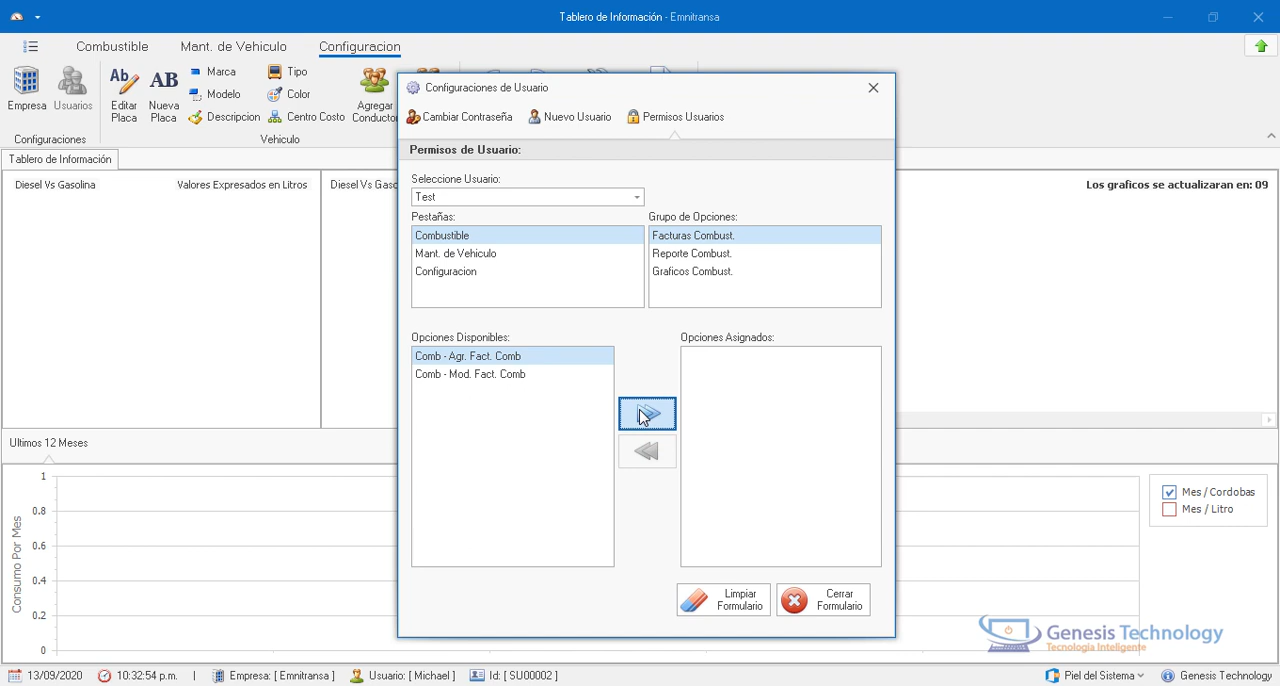 Tablero de Información - Emnitransa
Combustible Mant. de Vehiculo Configuracion
Empresa Usuarios
Editar Placa
Nueva Placa
Marca
Modelo
Descripcion
Tipo
Color
Centro Costo
Agregar
Conducto
Configuraciones Vehiculo
Tablero de Información
Diesel Vs Gasolina Valores Expresados en Litros
Diesel Vs Gaso
Los graficos se actualizaran en: 09
Configuraciones de Usuario
Cambiar Contraseña Nuevo Usuario Permisos Usuarios
Permisos de Usuario:
Seleccione Usuario:
Test
Pestañas: Grupo de Opciones:
Combustible Facturas Combust.
Mant. de Vehiculo Reporte Combust.
Configuracion Graficos Combust.
Opciones Disponibles: Opciones Asignados:
Comb - Agr. Fact. Comb
Comb - Mod. Fact. Comb
Limpiar Formulario
Cerrar Formulario
Ultimos 12 Meses
Consumo Por Mes
1
0.8
0.6
0.4
0.2
0
Mes / Cordobas
Mes / Litro
Genesis Technology
Tecnología Inteligente
13/09/2020 10:32:54 p.m. | Empresa: [ Emnitransa ] Usuario: [ Michael ] Id: [ SU00002 ] Piel del Sistema Genesis Technology